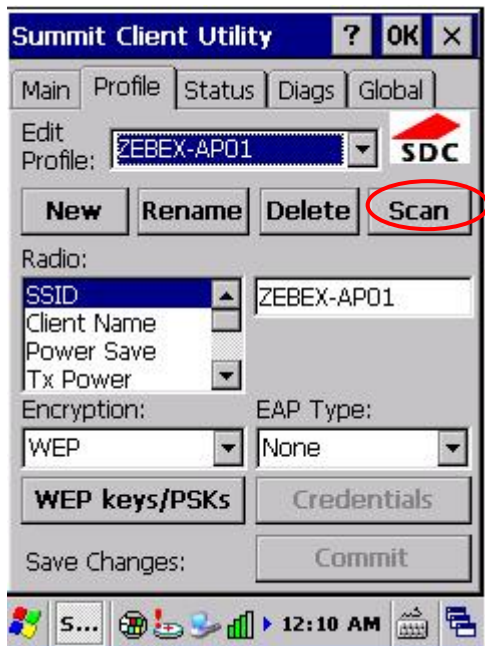 Summit Client Utility ? OK ×
Main Profile Status Diags Global
Edit Profile: ZEBEX-AP01 SDC
New Rename Delete Scan
Radio:
SSID ZEBEX-AP01
Client Name
Power Save
Tx Power
Encryption: EAP Type:
WEP None
WEP keys/PSKs Credentials
Save Changes: Commit
S... 12:10 AM